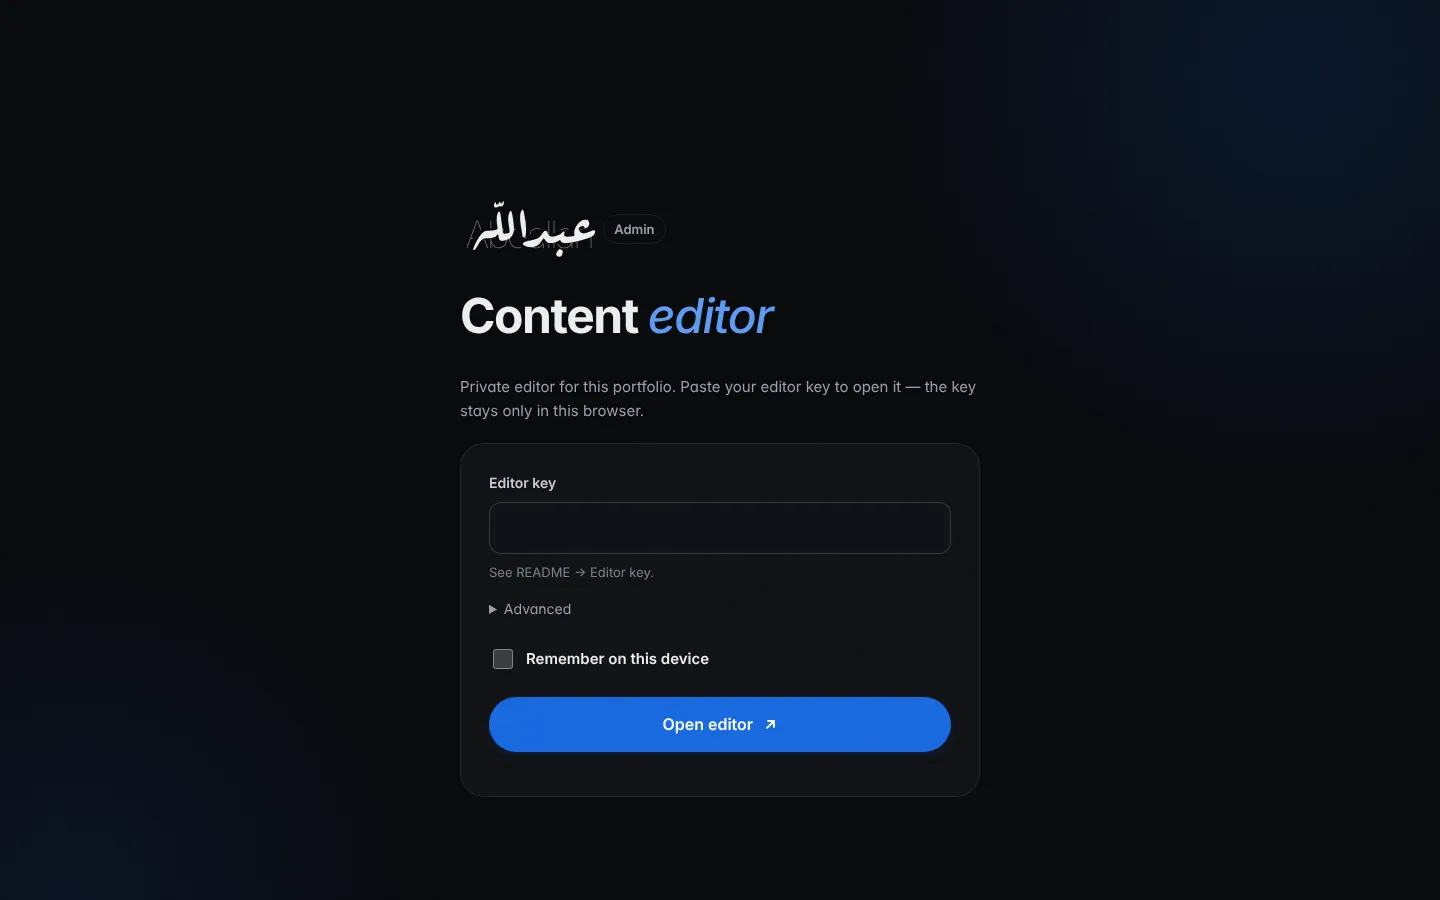 عبدالله
Abdallah
Admin
Content editor
Private editor for this portfolio. Paste your editor key to open it — the key
stays only in this browser.
Editor key
See README → Editor key.
Advanced
Remember on this device
Open editor